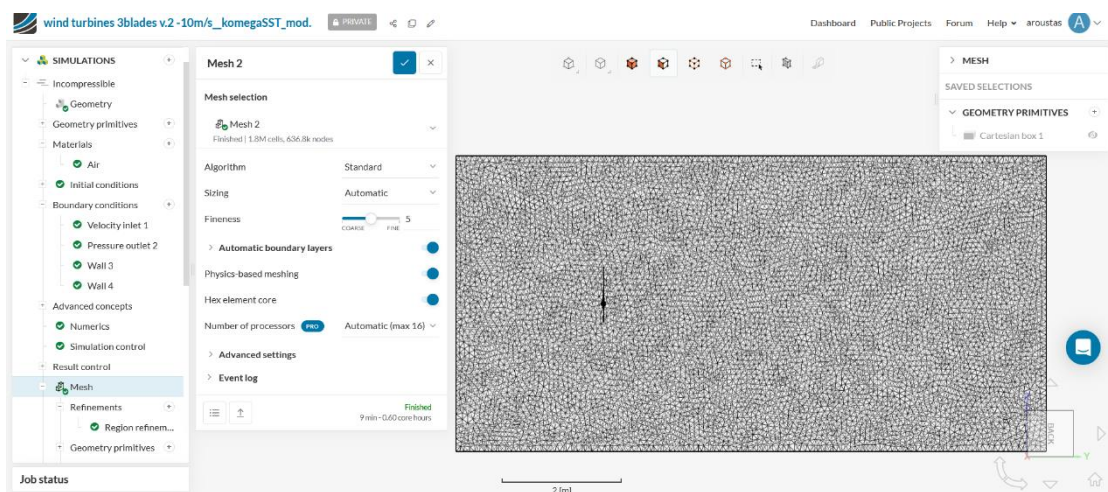 wind turbines 3blades v.2 -10m/s__komegaSST_mod.
PRIVATE
Dashboard Public Projects Forum Help aroustas A
SIMULATIONS
Incompressible
Geometry
Geometry primitives
Materials
Air
Initial conditions
Boundary conditions
Velocity inlet 1
Pressure outlet 2
Wall 3
Wall 4
Advanced concepts
Numerics
Simulation control
Result control
Mesh
Refinements
Region refinem...
Geometry primitives
Job status
Mesh 2
Mesh selection
Mesh 2
Finished | 1.8M cells, 636.8k nodes
Algorithm Standard
Sizing Automatic
Fineness 5
COARSE FINE
Automatic boundary layers
Physics-based meshing
Hex element core
Number of processors PRO Automatic (max 16)
Advanced settings
Event log
Finished
9 min - 0.60 core hours
MESH
SAVED SELECTIONS
GEOMETRY PRIMITIVES
Cartesian box 1
BACK
Y
2 [m]